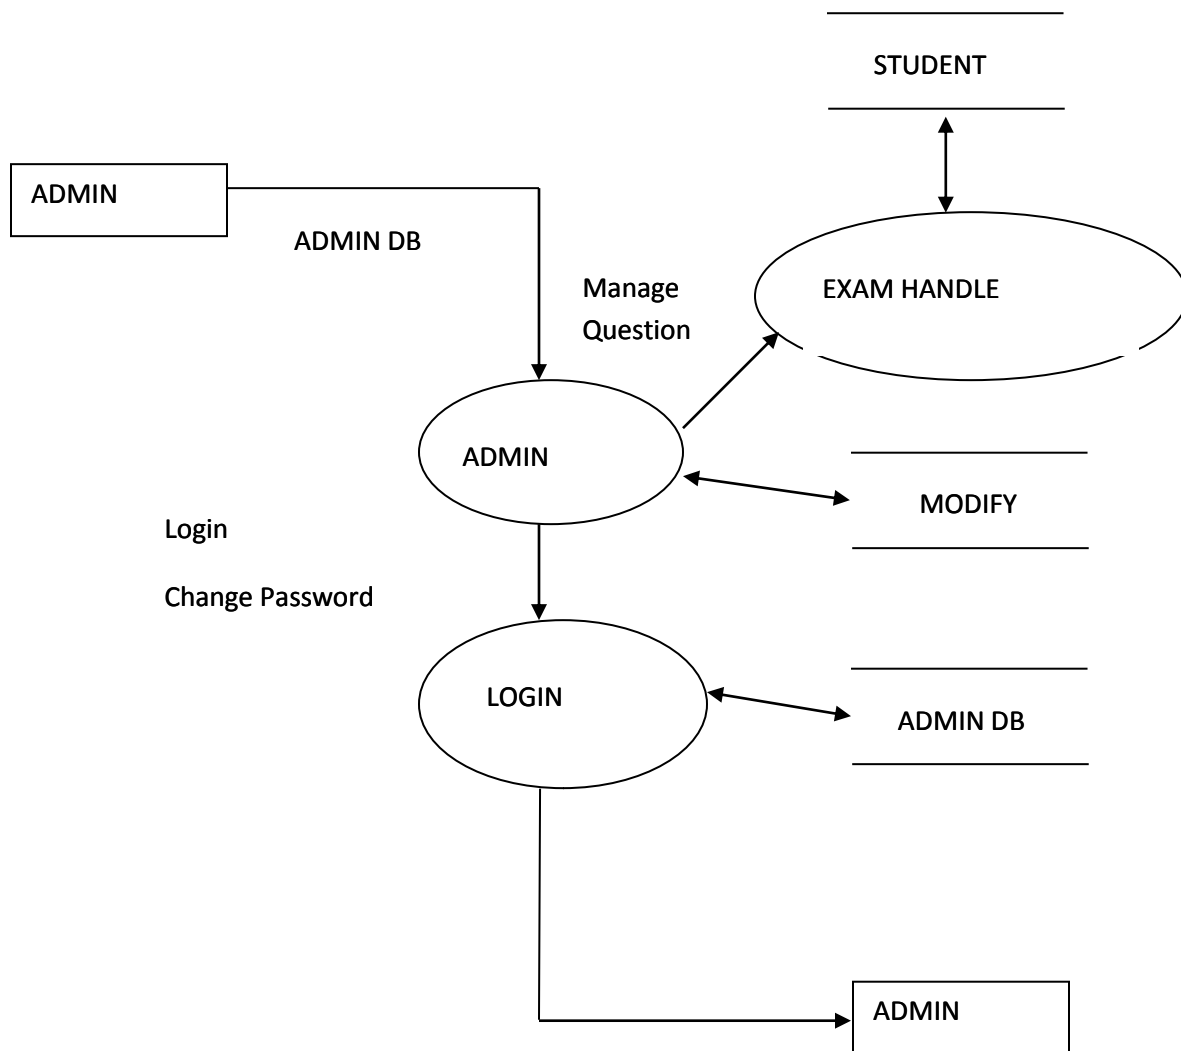 STUDENT
ADMIN
ADMIN DB
Manage
Question
EXAM HANDLE
ADMIN
MODIFY
Login
Change Password
LOGIN
ADMIN DB
ADMIN